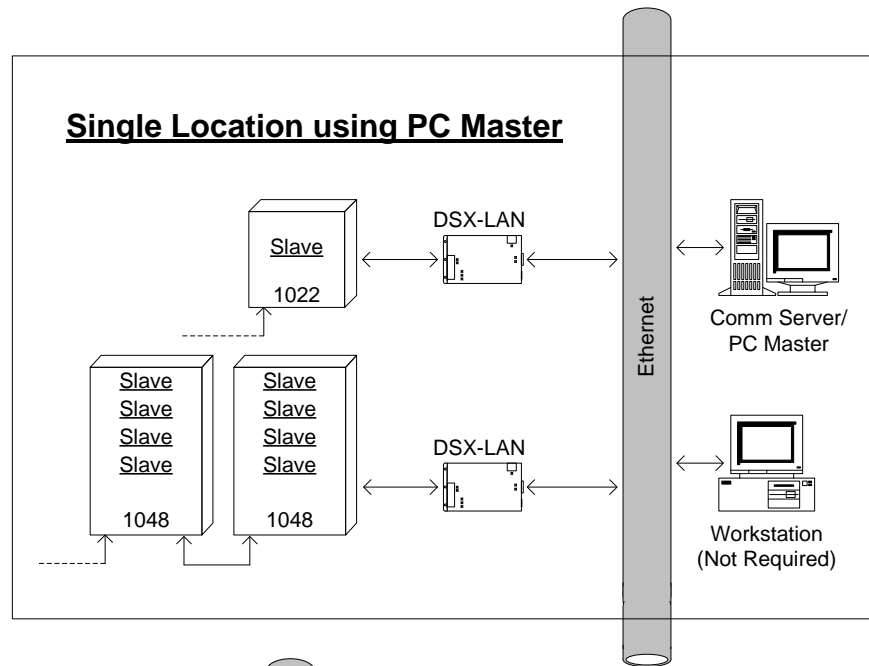 Single Location using PC Master
DSX-LAN
Slave
1022
Comm Server/
PC Master
Ethernet
Slave
Slave
Slave
Slave
1048
Slave
Slave
Slave
Slave
1048
DSX-LAN
Workstation
(Not Required)